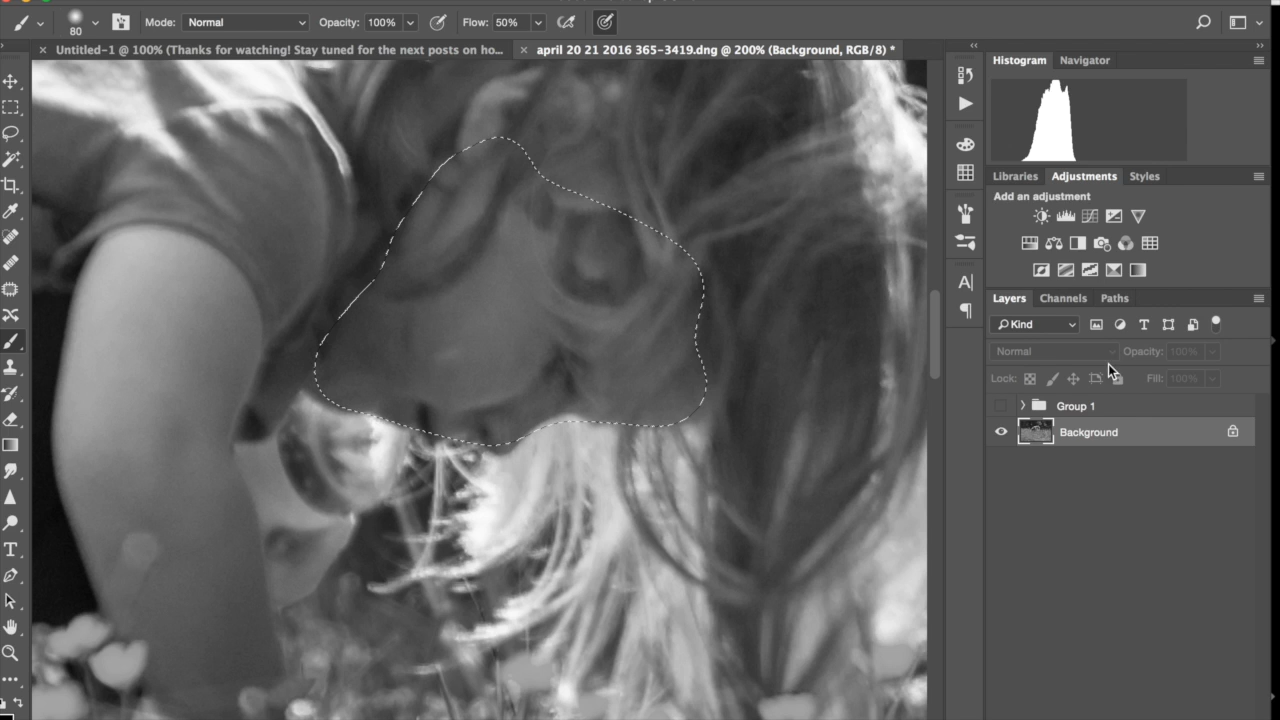 80 Mode: Normal Opacity: 100% Flow: 50%
Untitled-1 @ 100% (Thanks for watching! Stay tuned for the next posts on ho...
april 20 21 2016 365-3419.dng @ 200% (Background, RGB/8) *
Histogram Navigator
Libraries Adjustments Styles
Add an adjustment
Layers Channels Paths
Kind
Normal Opacity: 100%
Lock: Fill: 100%
Group 1
Background